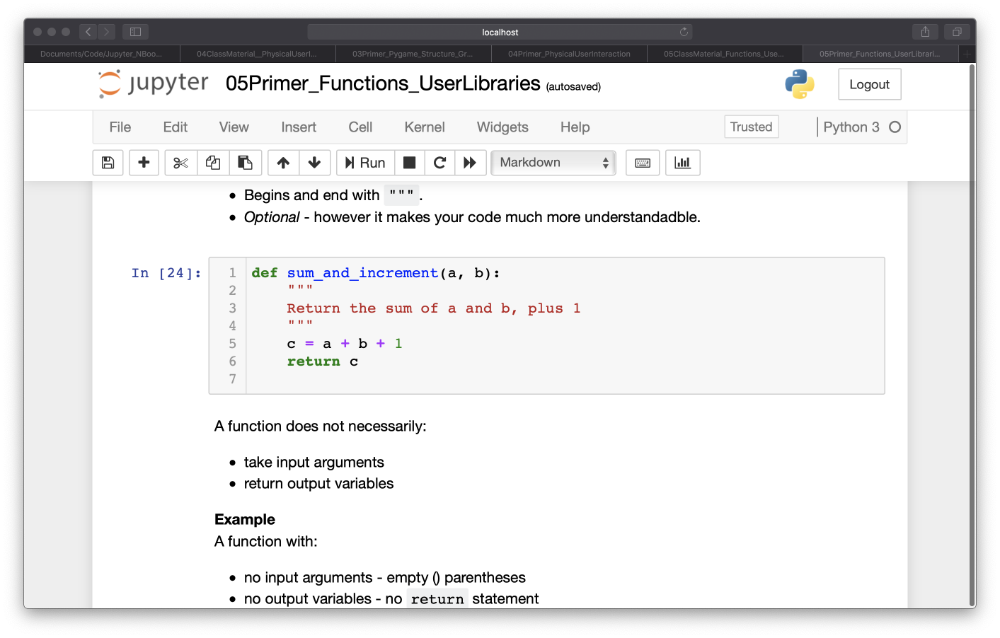 localhost
Documents/Code/Jupyter_NBoo...
04ClassMaterial__PhysicalUserI...
03Primer_Pygame_Structure_Gr...
04Primer_PhysicalUserInteraction
05ClassMaterial_Functions_Use...
05Primer_Functions_UserLibrari...
jupyter 05Primer_Functions_UserLibraries (autosaved)
Logout
File Edit View Insert Cell Kernel Widgets Help Trusted Python 3
Run Markdown
• Begins and end with """.
• Optional - however it makes your code much more understandadble.
In [24]:
1 def sum_and_increment(a, b):
2 """
3 Return the sum of a and b, plus 1
4 """
5 c = a + b + 1
6 return c
7
A function does not necessarily:
• take input arguments
• return output variables
Example
A function with:
• no input arguments - empty () parentheses
• no output variables - no return statement